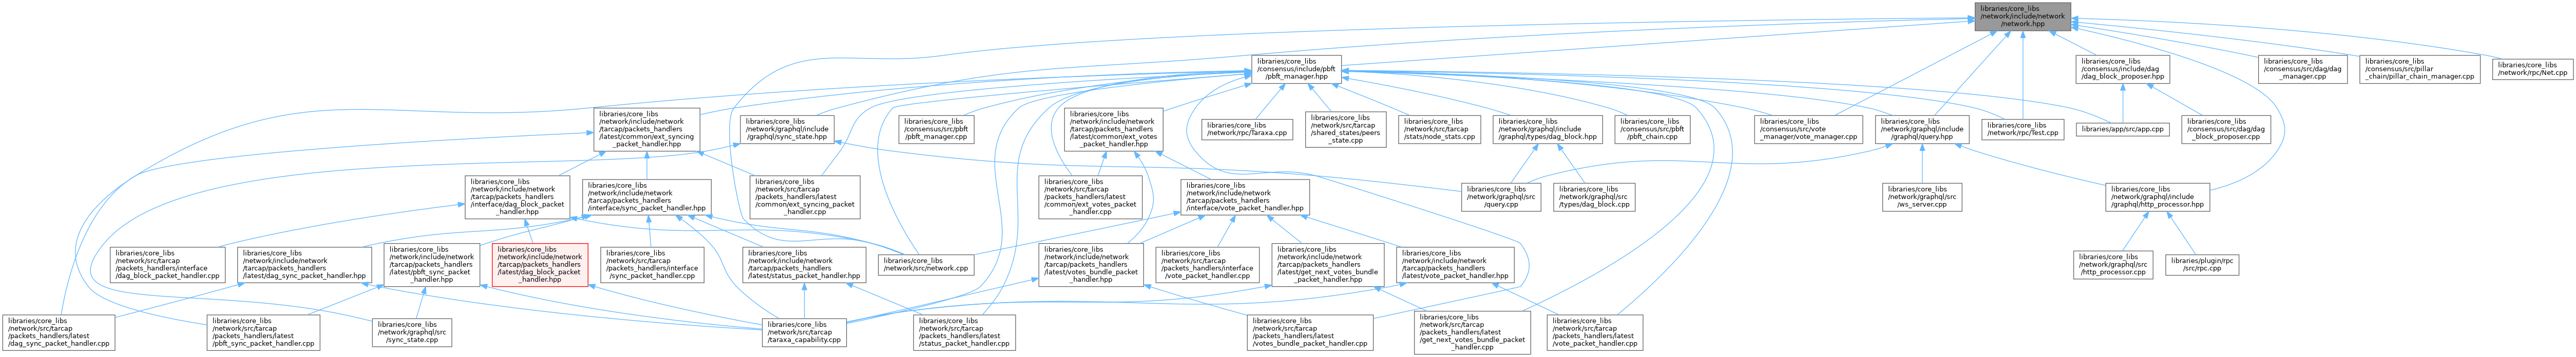 libraries/core_libs
/network/include/network
/network.hpp
libraries/core_libs
/consensus/include/pbft
/pbft_manager.hpp
libraries/core_libs
/consensus/include/dag
/dag_block_proposer.hpp
libraries/core_libs
/consensus/src/dag/dag
_manager.cpp
libraries/core_libs
/consensus/src/pillar
_chain/pillar_chain_manager.cpp
libraries/core_libs
/network/rpc/Net.cpp
libraries/core_libs
/network/include/network
/tarcap/packets_handlers
/latest/common/ext_syncing
_packet_handler.hpp
libraries/core_libs
/network/graphql/include
/graphql/sync_state.hpp
libraries/core_libs
/consensus/src/pbft
/pbft_manager.cpp
libraries/core_libs
/network/include/network
/tarcap/packets_handlers
/latest/common/ext_votes
_packet_handler.hpp
libraries/core_libs
/network/rpc/Taraxa.cpp
libraries/core_libs
/network/src/tarcap
/shared_states/peers
_state.cpp
libraries/core_libs
/network/src/tarcap
/stats/node_stats.cpp
libraries/core_libs
/network/graphql/include
/graphql/types/dag_block.hpp
libraries/core_libs
/consensus/src/pbft
/pbft_chain.cpp
libraries/core_libs
/consensus/src/vote
_manager/vote_manager.cpp
libraries/core_libs
/network/graphql/include
/graphql/query.hpp
libraries/core_libs
/network/rpc/Test.cpp
libraries/app/src/app.cpp
libraries/core_libs
/consensus/src/dag/dag
_block_proposer.cpp
libraries/core_libs
/network/include/network
/tarcap/packets_handlers
/interface/dag_block_packet
_handler.hpp
libraries/core_libs
/network/include/network
/tarcap/packets_handlers
/interface/sync_packet_handler.hpp
libraries/core_libs
/network/src/tarcap
/packets_handlers/latest
/common/ext_syncing_packet
_handler.cpp
libraries/core_libs
/network/src/tarcap
/packets_handlers/latest
/common/ext_votes_packet
_handler.cpp
libraries/core_libs
/network/include/network
/tarcap/packets_handlers
/interface/vote_packet_handler.hpp
libraries/core_libs
/network/graphql/src
/query.cpp
libraries/core_libs
/network/graphql/src
/types/dag_block.cpp
libraries/core_libs
/network/graphql/src
/ws_server.cpp
libraries/core_libs
/network/graphql/include
/graphql/http_processor.hpp
libraries/core_libs
/network/src/tarcap
/packets_handlers/interface
/dag_block_packet_handler.cpp
libraries/core_libs
/network/include/network
/tarcap/packets_handlers
/latest/dag_sync_packet_handler.hpp
libraries/core_libs
/network/include/network
/tarcap/packets_handlers
/latest/pbft_sync_packet
_handler.hpp
libraries/core_libs
/network/include/network
/tarcap/packets_handlers
/latest/dag_block_packet
_handler.hpp
libraries/core_libs
/network/src/tarcap
/packets_handlers/interface
/sync_packet_handler.cpp
libraries/core_libs
/network/include/network
/tarcap/packets_handlers
/latest/status_packet_handler.hpp
libraries/core_libs
/network/src/network.cpp
libraries/core_libs
/network/include/network
/tarcap/packets_handlers
/latest/votes_bundle_packet
_handler.hpp
libraries/core_libs
/network/src/tarcap
/packets_handlers/interface
/vote_packet_handler.cpp
libraries/core_libs
/network/include/network
/tarcap/packets_handlers
/latest/get_next_votes_bundle
_packet_handler.hpp
libraries/core_libs
/network/include/network
/tarcap/packets_handlers
/latest/vote_packet_handler.hpp
libraries/core_libs
/network/graphql/src
/http_processor.cpp
libraries/plugin/rpc
/src/rpc.cpp
libraries/core_libs
/network/src/tarcap
/packets_handlers/latest
/dag_sync_packet_handler.cpp
libraries/core_libs
/network/src/tarcap
/packets_handlers/latest
/pbft_sync_packet_handler.cpp
libraries/core_libs
/network/graphql/src
/sync_state.cpp
libraries/core_libs
/network/src/tarcap
/taraxa_capability.cpp
libraries/core_libs
/network/src/tarcap
/packets_handlers/latest
/status_packet_handler.cpp
libraries/core_libs
/network/src/tarcap
/packets_handlers/latest
/votes_bundle_packet_handler.cpp
libraries/core_libs
/network/src/tarcap
/packets_handlers/latest
/get_next_votes_bundle_packet
_handler.cpp
libraries/core_libs
/network/src/tarcap
/packets_handlers/latest
/vote_packet_handler.cpp